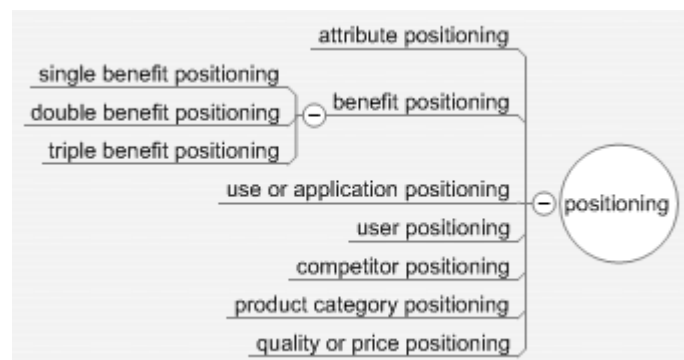 attribute positioning
single benefit positioning
double benefit positioning
triple benefit positioning
benefit positioning
use or application positioning
user positioning
competitor positioning
product category positioning
quality or price positioning
positioning